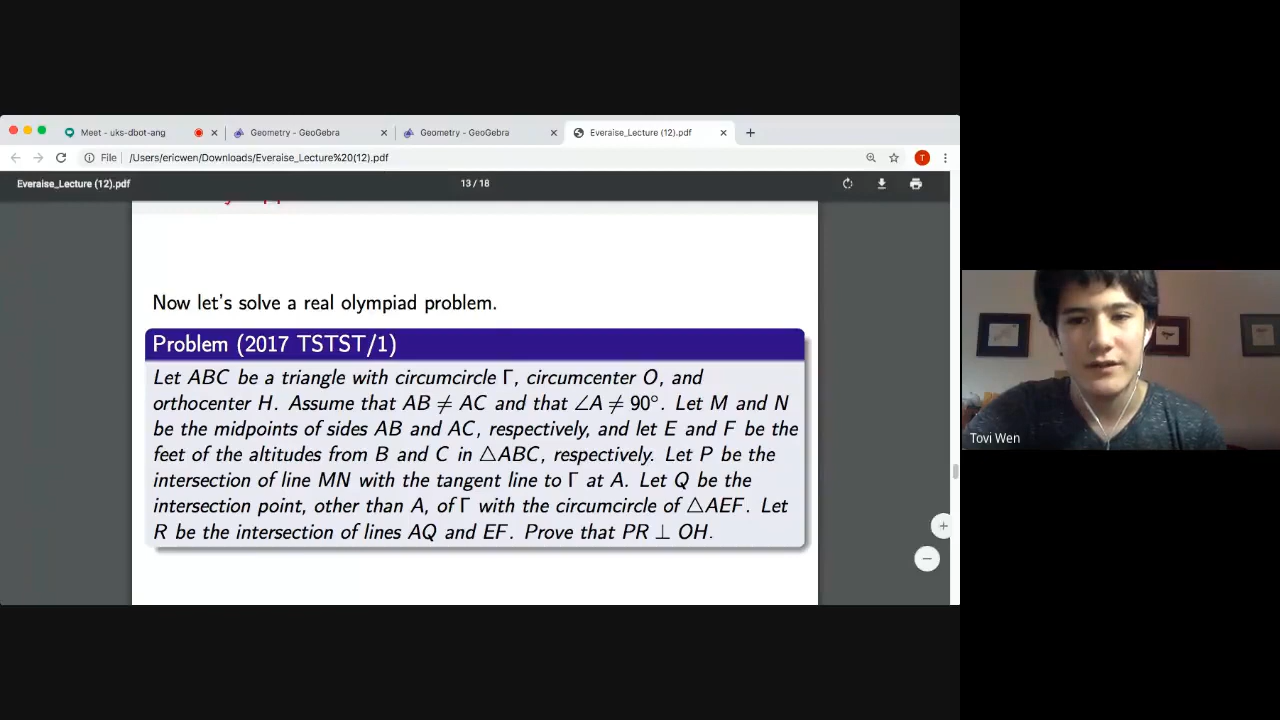 Meet - uks-dbot-ang
Geometry - GeoGebra
Geometry - GeoGebra
Everaise_Lecture (12).pdf
File
/Users/ericwen/Downloads/Everaise_Lecture%20(12).pdf
T
Everaise_Lecture (12).pdf
13 / 18
Now let's solve a real olympiad problem.
Problem (2017 TSTST/1)
Let ABC be a triangle with circumcircle Γ, circumcenter O, and
orthocenter H. Assume that AB ≠ AC and that ∠A ≠ 90°. Let M and N
be the midpoints of sides AB and AC, respectively, and let E and F be the
feet of the altitudes from B and C in △ABC, respectively. Let P be the
intersection of line MN with the tangent line to Γ at A. Let Q be the
intersection point, other than A, of Γ with the circumcircle of △AEF. Let
R be the intersection of lines AQ and EF. Prove that PR ⊥ OH.
Tovi Wen